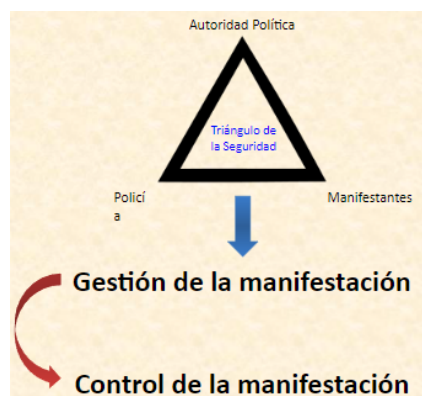 Autoridad Política
Triángulo de
la Seguridad
Policí
a
Manifestantes
Gestión de la manifestación
Control de la manifestación